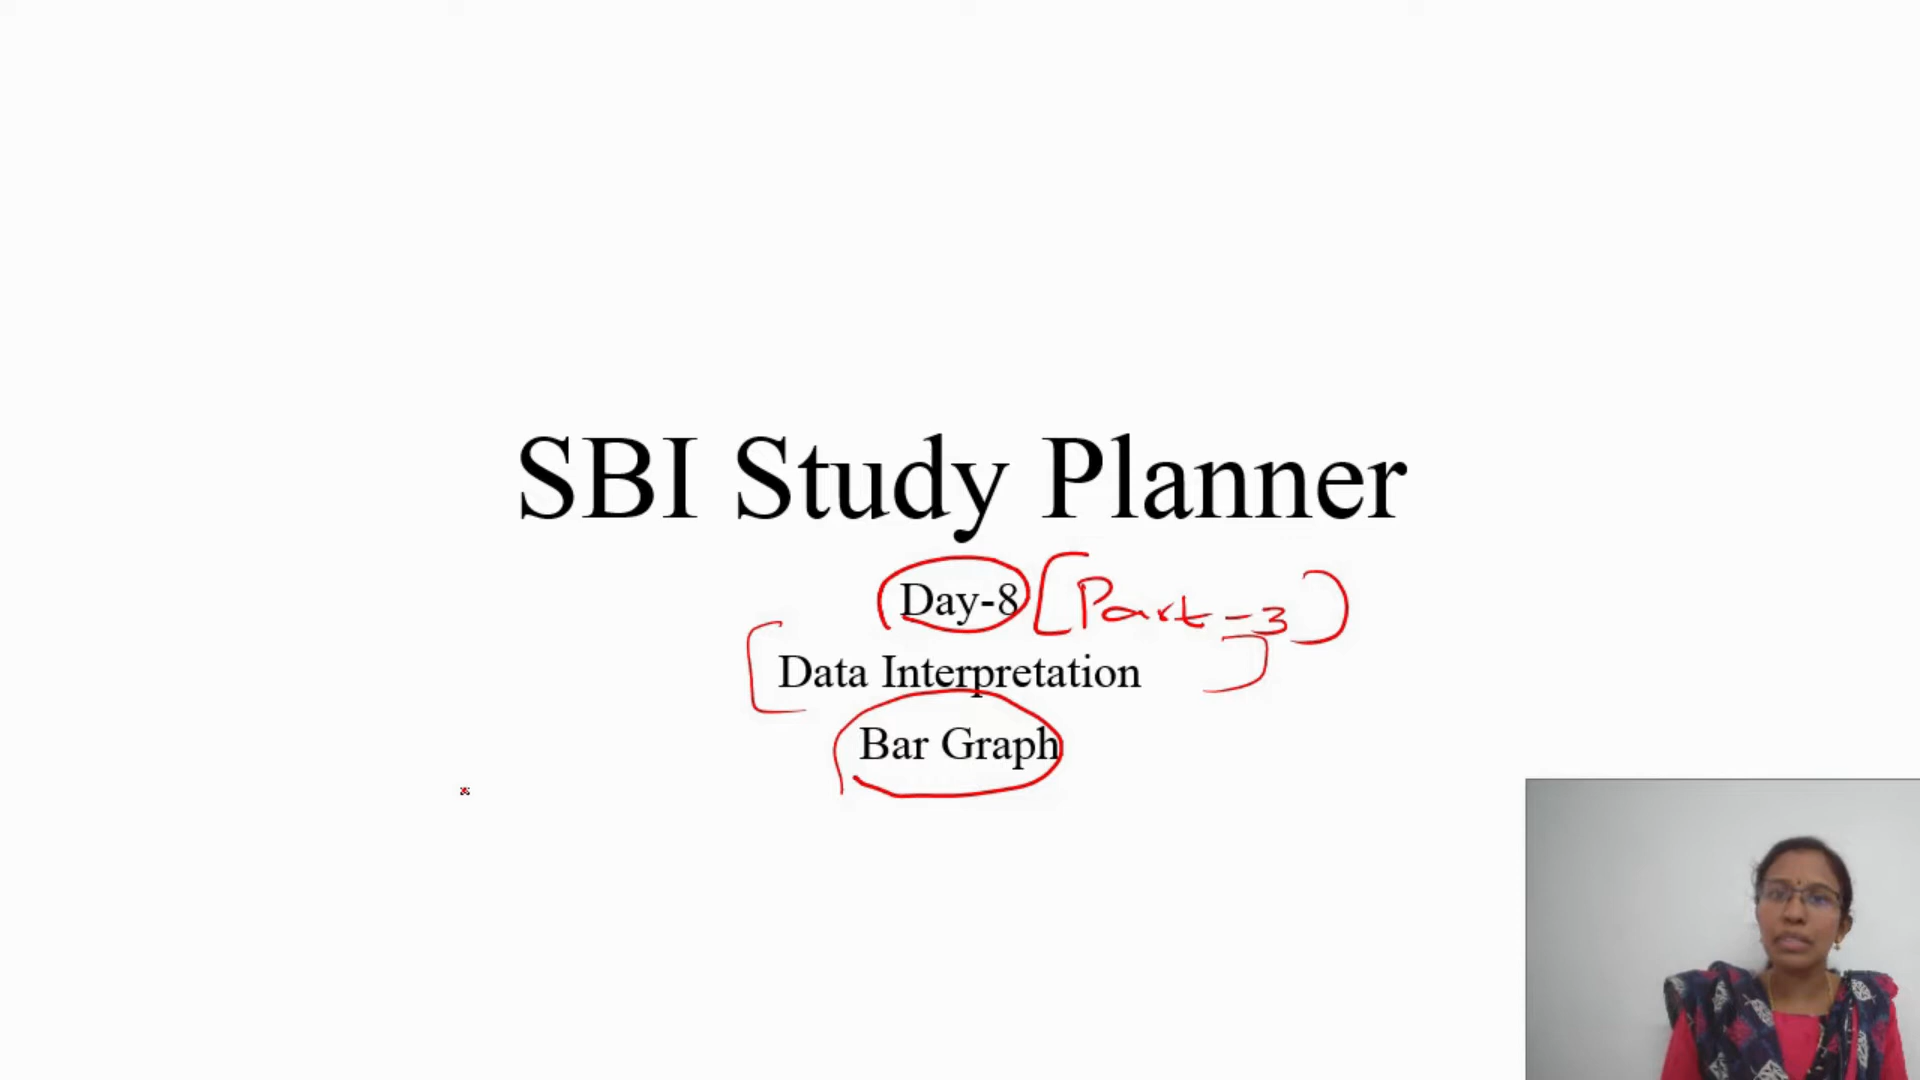 SBI Study Planner
Day-8 [Part-3]
[Data Interpretation]
Bar Graph